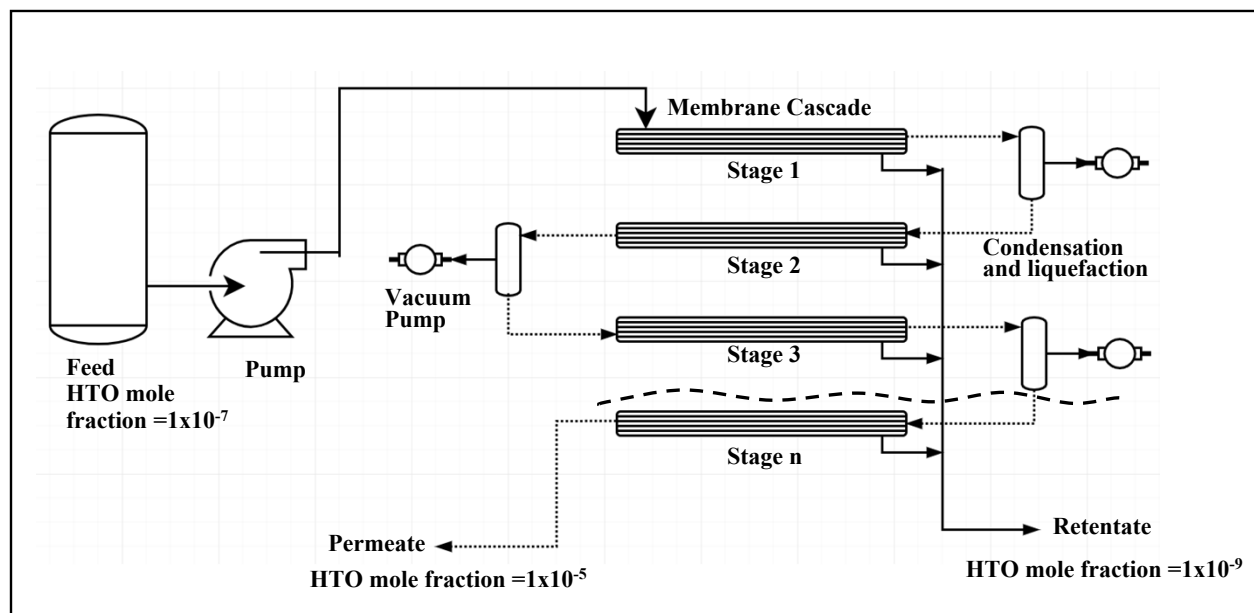 Membrane Cascade
Stage 1
Stage 2
Condensation
and liquefaction
Vacuum
Pump
Stage 3
Feed
HTO mole
fraction =1x10⁻⁷
Pump
Stage n
Permeate
HTO mole fraction =1x10⁻⁵
Retentate
HTO mole fraction =1x10⁻⁹